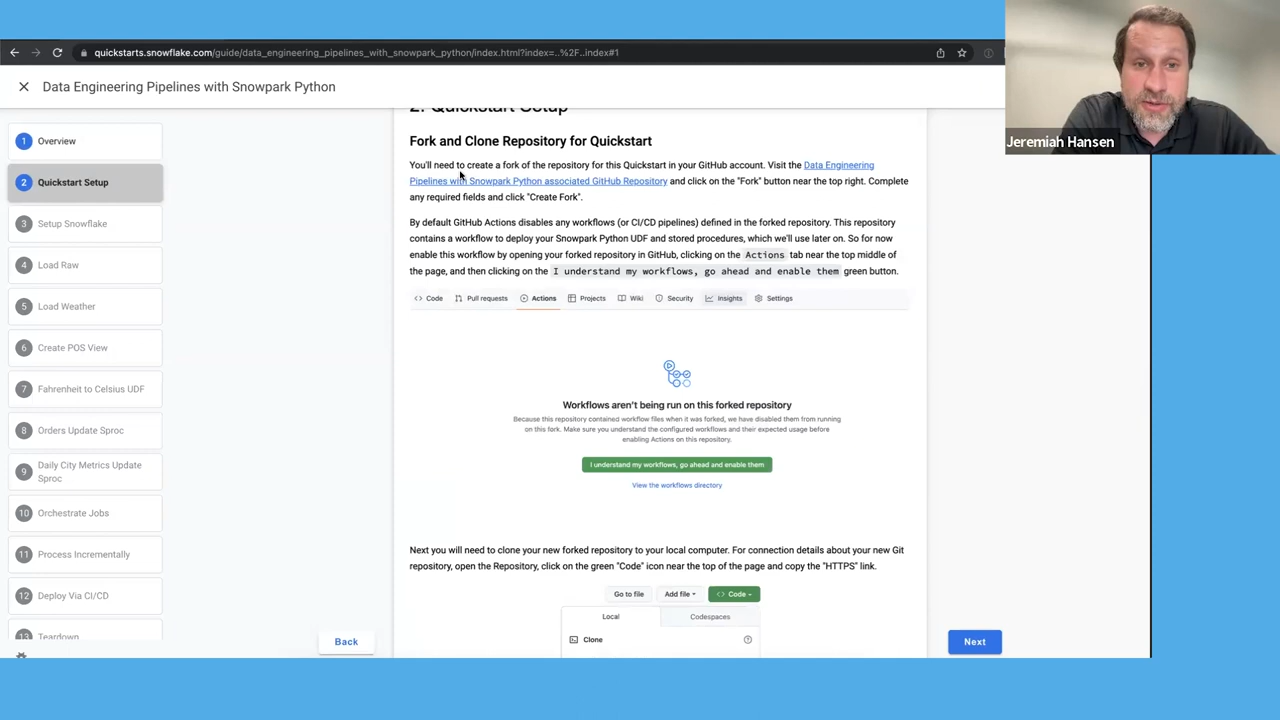 quickstarts.snowflake.com/guide/data_engineering_pipelines_with_snowpark_python/index.html?index=..%2F..index#1
Data Engineering Pipelines with Snowpark Python
Jeremiah Hansen
1 Overview
2 Quickstart Setup
3 Setup Snowflake
4 Load Raw
5 Load Weather
6 Create POS View
7 Fahrenheit to Celsius UDF
8 Orders Update Sproc
9 Daily City Metrics Update
Sproc
10 Orchestrate Jobs
11 Process Incrementally
12 Deploy Via CI/CD
13 Teardown
2. Quickstart Setup
Fork and Clone Repository for Quickstart
You'll need to create a fork of the repository for this Quickstart in your GitHub account. Visit the Data Engineering
Pipelines with Snowpark Python associated GitHub Repository and click on the "Fork" button near the top right. Complete
any required fields and click "Create Fork".
By default GitHub Actions disables any workflows (or CI/CD pipelines) defined in the forked repository. This repository
contains a workflow to deploy your Snowpark Python UDF and stored procedures, which we'll use later on. So for now
enable this workflow by opening your forked repository in GitHub, clicking on the Actions tab near the top middle of
the page, and then clicking on the I understand my workflows, go ahead and enable them green button.
Code Pull requests Actions Projects Wiki Security Insights Settings
Workflows aren't being run on this forked repository
Because this repository contained workflow files when it was forked, we have disabled them from running
on this fork. Make sure you understand the configured workflows and their expected usage before
enabling Actions on this repository.
I understand my workflows, go ahead and enable them
View the workflows directory
Next you will need to clone your new forked repository to your local computer. For connection details about your new Git
repository, open the Repository, click on the green "Code" icon near the top of the page and copy the "HTTPS" link.
Go to file Add file Code
Local Codespaces
Clone
Back Next